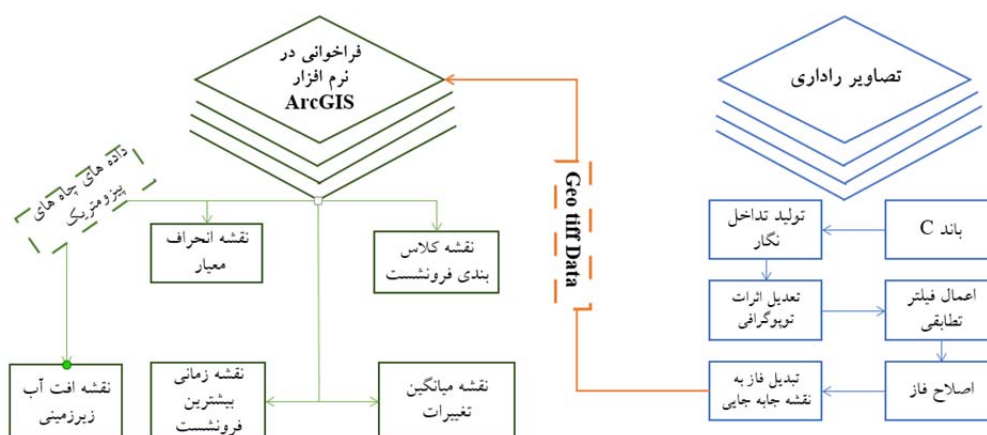 تصاویر راداری
باند C
تولید تداخل
نگار
تعدیل اثرات
توپوگرافی
اعمال فیلتر
تطابقی
اصلاح فاز
تبدیل فاز به
نقشه جابه جایی
Geo tiff Data
فراخوانی در
نرم افزار
ArcGIS
نقشه کلاس
بندی فرونشست
نقشه انحراف
معیار
داده های چاه های
پیزومتریک
نقشه میانگین
تغییرات
نقشه زمانی
بیشترین
فرونشست
نقشه افت آب
زیرزمینی